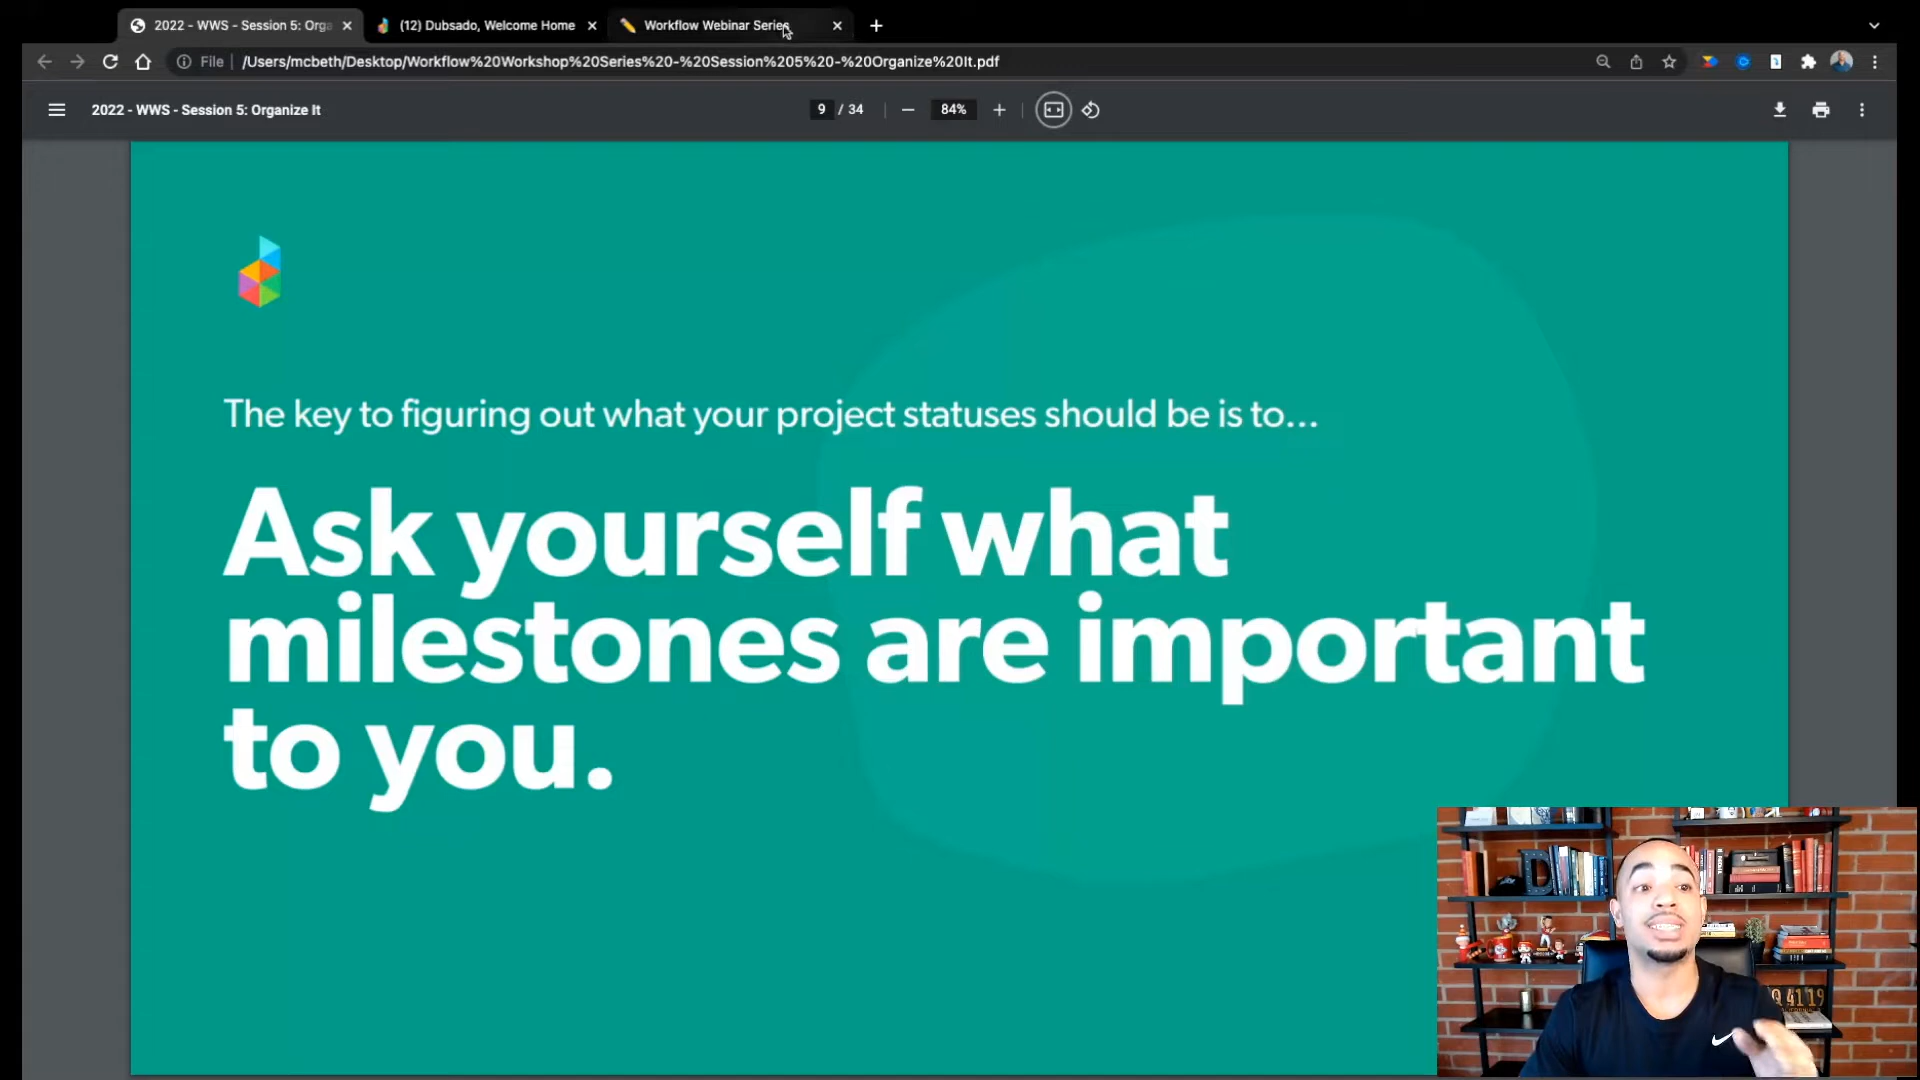 2022 - WWS - Session 5: Orga
(12) Dubsado, Welcome Home
Workflow Webinar Series
File
/Users/mcbeth/Desktop/Workflow%20Workshop%20Series%20-%20Session%205%20-%20Organize%20It.pdf
2022 - WWS - Session 5: Organize It
9 / 34
84%
The key to figuring out what your project statuses should be is to...
Ask yourself what
milestones are important
to you.
D
Q 41 19